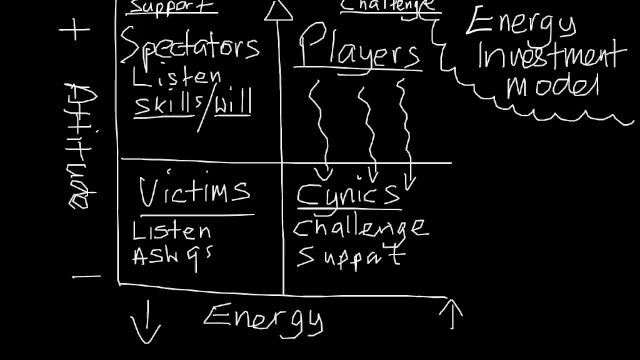 Support
Challenge
Energy
Investment
Model
+
Attitude
-
Spectators
Listen
Skills/Will
Players
Victims
Listen
Ask qs
Cynics
Challenge
Support
Energy